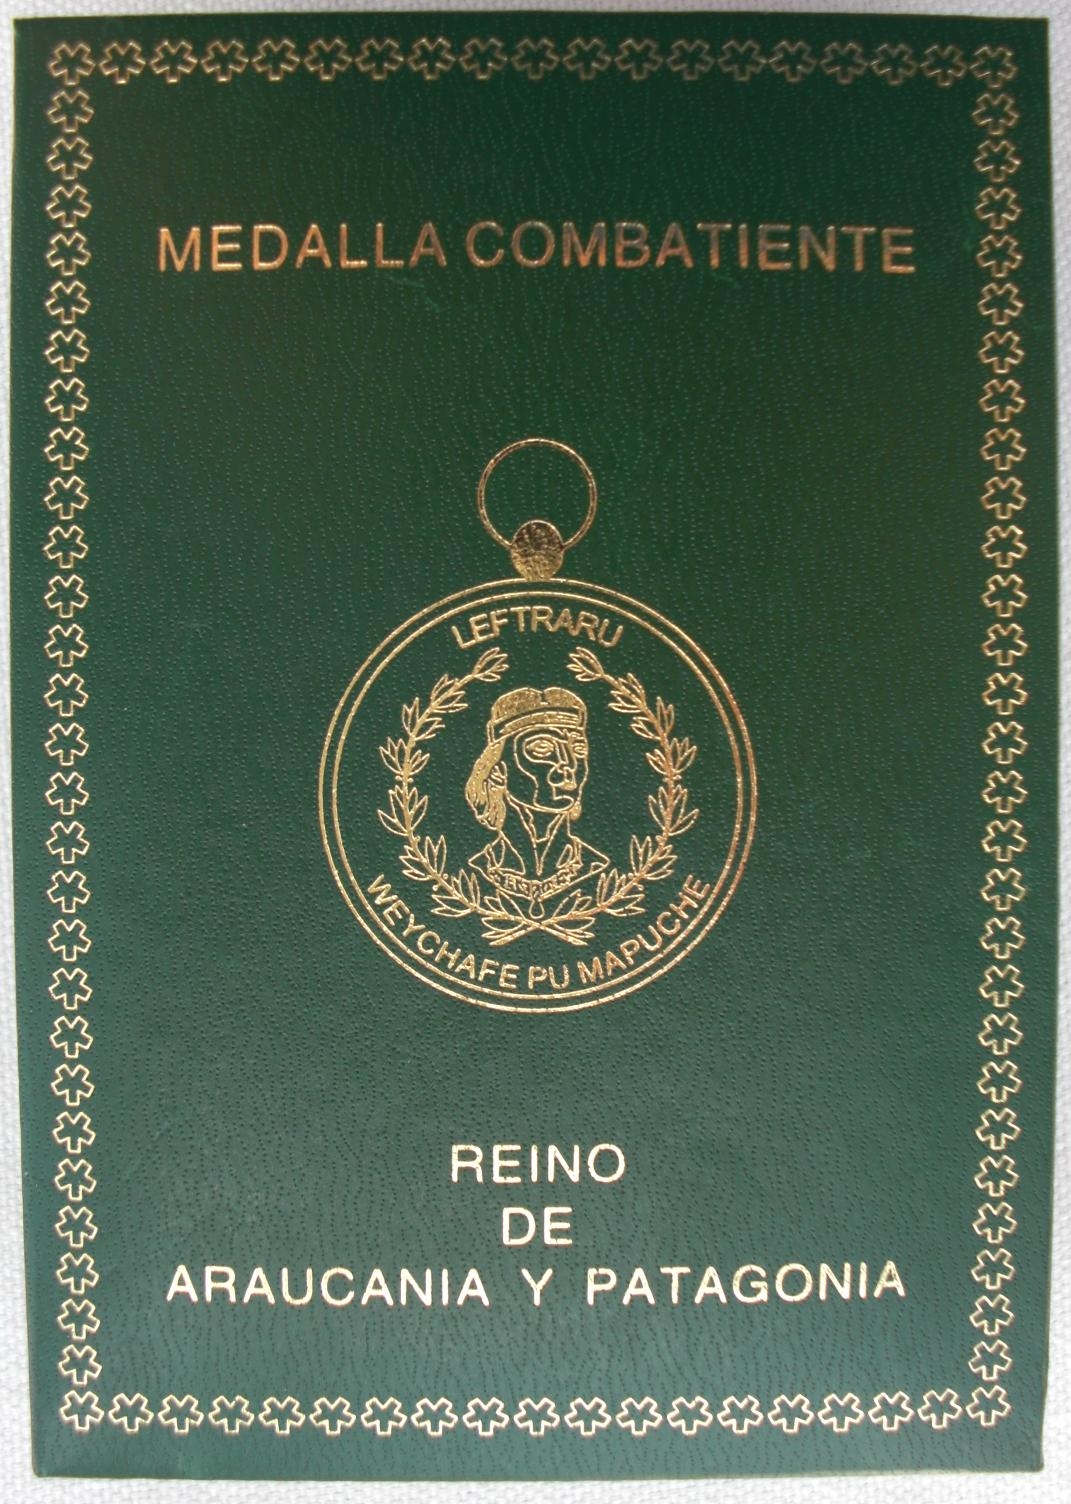 MEDALLA COMBATIENTE
LEFTRARU
WEYCHAFE PU MAPUCHE
REINO
DE
ARAUCANIA Y PATAGONIA